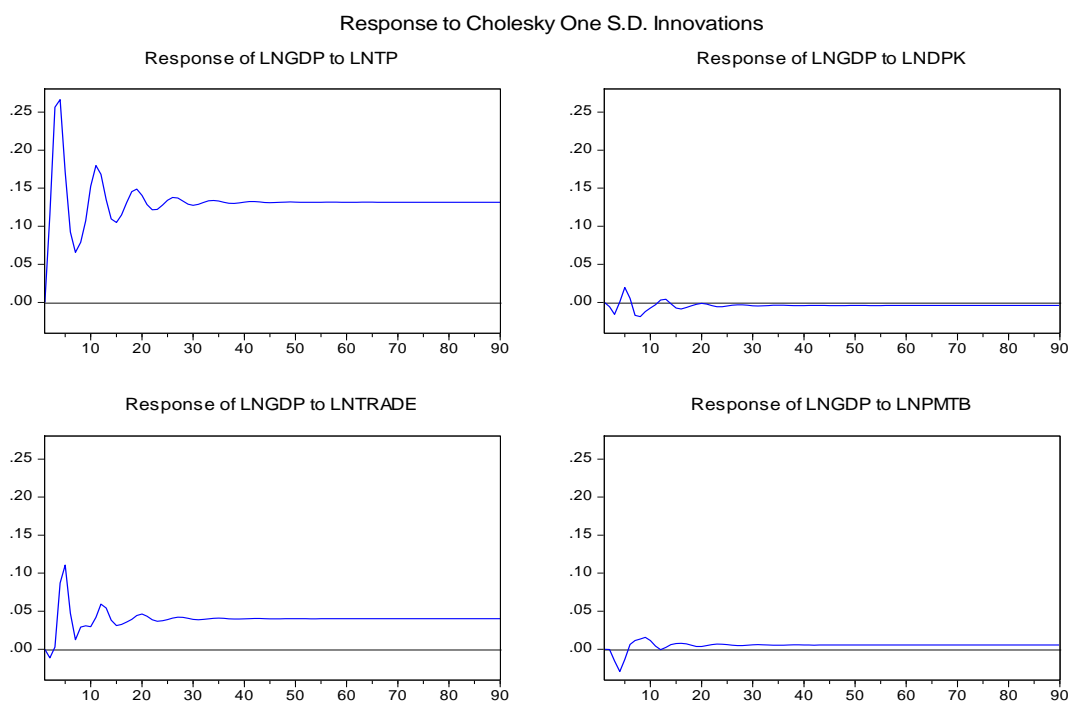 Response to Cholesky One S.D. Innovations
Response of LNGDP to LNTP
.25
.20
.15
.10
.05
.00
10 20 30 40 50 60 70 80 90
Response of LNGDP to LNDPK
.25
.20
.15
.10
.05
.00
10 20 30 40 50 60 70 80 90
Response of LNGDP to LNTRADE
.25
.20
.15
.10
.05
.00
10 20 30 40 50 60 70 80 90
Response of LNGDP to LNPMTB
.25
.20
.15
.10
.05
.00
10 20 30 40 50 60 70 80 90